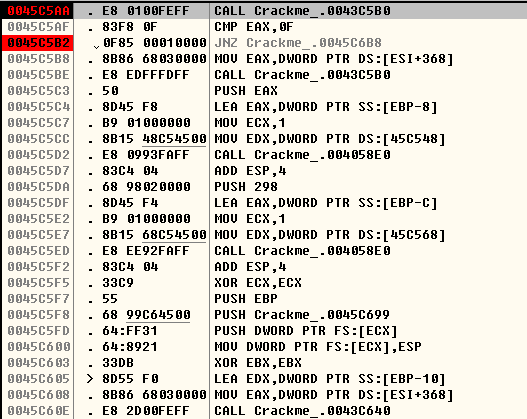 0045C5AA . E8 0100FEFF CALL Crackme_.0043C5B0
0045C5AF . 83F8 0F CMP EAX,0F
0045C5B2 .˅0F85 00010000 JNZ Crackme_.0045C6B8
0045C5B8 . 8B86 68030000 MOV EAX,DWORD PTR DS:[ESI+368]
0045C5BE . E8 EDFFFDFF CALL Crackme_.0043C5B0
0045C5C3 . 50 PUSH EAX
0045C5C4 . 8D45 F8 LEA EAX,DWORD PTR SS:[EBP-8]
0045C5C7 . B9 01000000 MOV ECX,1
0045C5CC . 8B15 48C54500 MOV EDX,DWORD PTR DS:[45C548]
0045C5D2 . E8 0993FAFF CALL Crackme_.004058E0
0045C5D7 . 83C4 04 ADD ESP,4
0045C5DA . 68 98020000 PUSH 298
0045C5DF . 8D45 F4 LEA EAX,DWORD PTR SS:[EBP-C]
0045C5E2 . B9 01000000 MOV ECX,1
0045C5E7 . 8B15 68C54500 MOV EDX,DWORD PTR DS:[45C568]
0045C5ED . E8 EE92FAFF CALL Crackme_.004058E0
0045C5F2 . 83C4 04 ADD ESP,4
0045C5F5 . 33C9 XOR ECX,ECX
0045C5F7 . 55 PUSH EBP
0045C5F8 . 68 99C64500 PUSH Crackme_.0045C699
0045C5FD . 64:FF31 PUSH DWORD PTR FS:[ECX]
0045C600 . 64:8921 MOV DWORD PTR FS:[ECX],ESP
0045C603 . 33DB XOR EBX,EBX
0045C605 > 8D55 F0 LEA EDX,DWORD PTR SS:[EBP-10]
0045C608 . 8B86 68030000 MOV EAX,DWORD PTR DS:[ESI+368]
0045C60E . E8 2D00FEFF CALL Crackme_.0043C640